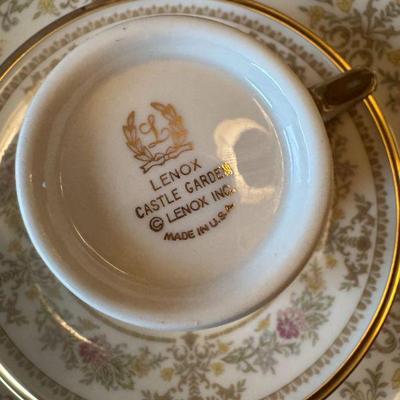 L
LENOX
CASTLE GARDEN
© LENOX INC.
MADE IN U.S.A.